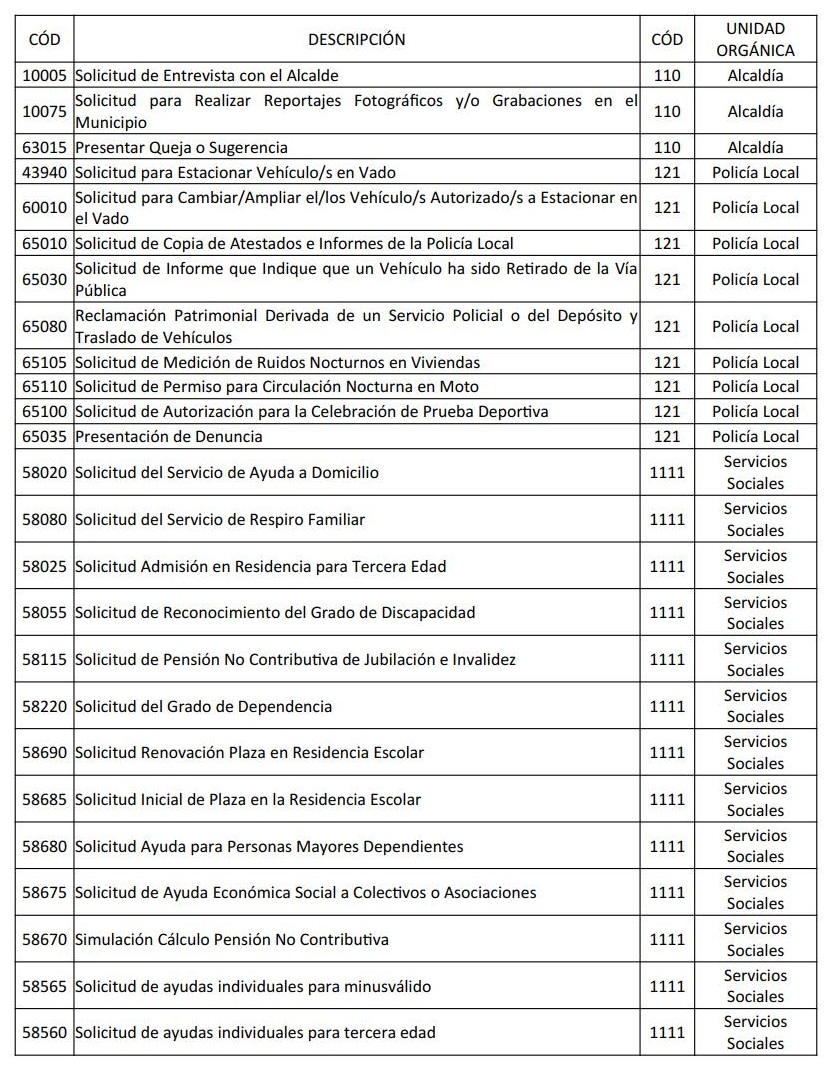 CÓD DESCRIPCIÓN CÓD UNIDAD ORGÁNICA
10005 Solicitud de Entrevista con el Alcalde 110 Alcaldía
10075 Solicitud para Realizar Reportajes Fotográficos y/o Grabaciones en el
Municipio 110 Alcaldía
63015 Presentar Queja o Sugerencia 110 Alcaldía
43940 Solicitud para Estacionar Vehículo/s en Vado 121 Policía Local
60010 Solicitud para Cambiar/Ampliar el/los Vehículo/s Autorizado/s a Estacionar en
el Vado 121 Policía Local
65010 Solicitud de Copia de Atestados e Informes de la Policía Local 121 Policía Local
65030 Solicitud de Informe que Indique que un Vehículo ha sido Retirado de la Vía
Pública 121 Policía Local
65080 Reclamación Patrimonial Derivada de un Servicio Policial o del Depósito y
Traslado de Vehículos 121 Policía Local
65105 Solicitud de Medición de Ruidos Nocturnos en Viviendas 121 Policía Local
65110 Solicitud de Permiso para Circulación Nocturna en Moto 121 Policía Local
65100 Solicitud de Autorización para la Celebración de Prueba Deportiva 121 Policía Local
65035 Presentación de Denuncia 121 Policía Local
58020 Solicitud del Servicio de Ayuda a Domicilio 1111 Servicios
Sociales
58080 Solicitud del Servicio de Respiro Familiar 1111 Servicios
Sociales
58025 Solicitud Admisión en Residencia para Tercera Edad 1111 Servicios
Sociales
58055 Solicitud de Reconocimiento del Grado de Discapacidad 1111 Servicios
Sociales
58115 Solicitud de Pensión No Contributiva de Jubilación e Invalidez 1111 Servicios
Sociales
58220 Solicitud del Grado de Dependencia 1111 Servicios
Sociales
58690 Solicitud Renovación Plaza en Residencia Escolar 1111 Servicios
Sociales
58685 Solicitud Inicial de Plaza en la Residencia Escolar 1111 Servicios
Sociales
58680 Solicitud Ayuda para Personas Mayores Dependientes 1111 Servicios
Sociales
58675 Solicitud de Ayuda Económica Social a Colectivos o Asociaciones 1111 Servicios
Sociales
58670 Simulación Cálculo Pensión No Contributiva 1111 Servicios
Sociales
58565 Solicitud de ayudas individuales para minusválido 1111 Servicios
Sociales
58560 Solicitud de ayudas individuales para tercera edad 1111 Servicios
Sociales